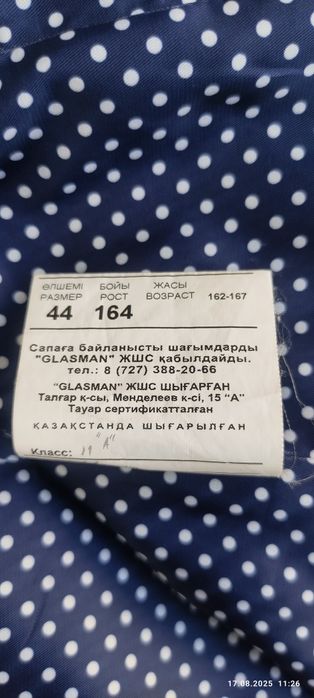 ӨЛШЕМІ БОЙЫ ЖАСЫ
РАЗМЕР РОСТ ВОЗРАСТ 162-167
44 164
Сапаға байланысты шағымдарды
"GLASMAN" ЖШС қабылдайды.
тел.: 8 (727) 388-20-66
"GLASMAN" ЖШС ШЫҒАРҒАН
Талғар қ-сы, Менделеев к-сі, 15 "А"
Тауар сертификатталған
ҚАЗАҚСТАНДА ШЫҒАРЫЛҒАН
Класс: 11 "А"
17.08.2025 11:26